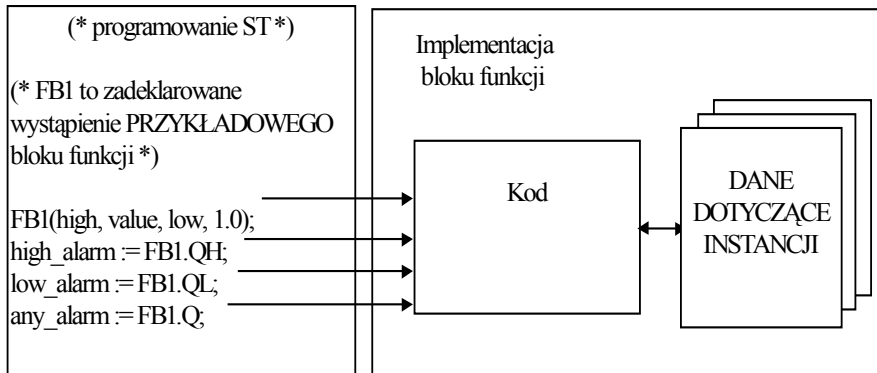 (* programowanie ST *)
(* FB1 to zadeklarowane
wystąpienie PRZYKŁADOWEGO
bloku funkcji *)
FB1(high, value, low, 1.0);
high_alarm := FB1.QH;
low_alarm := FB1.QL;
any_alarm := FB1.Q;
Implementacja
bloku funkcji
Kod
DANE
DOTYCZĄCE
INSTANCJI